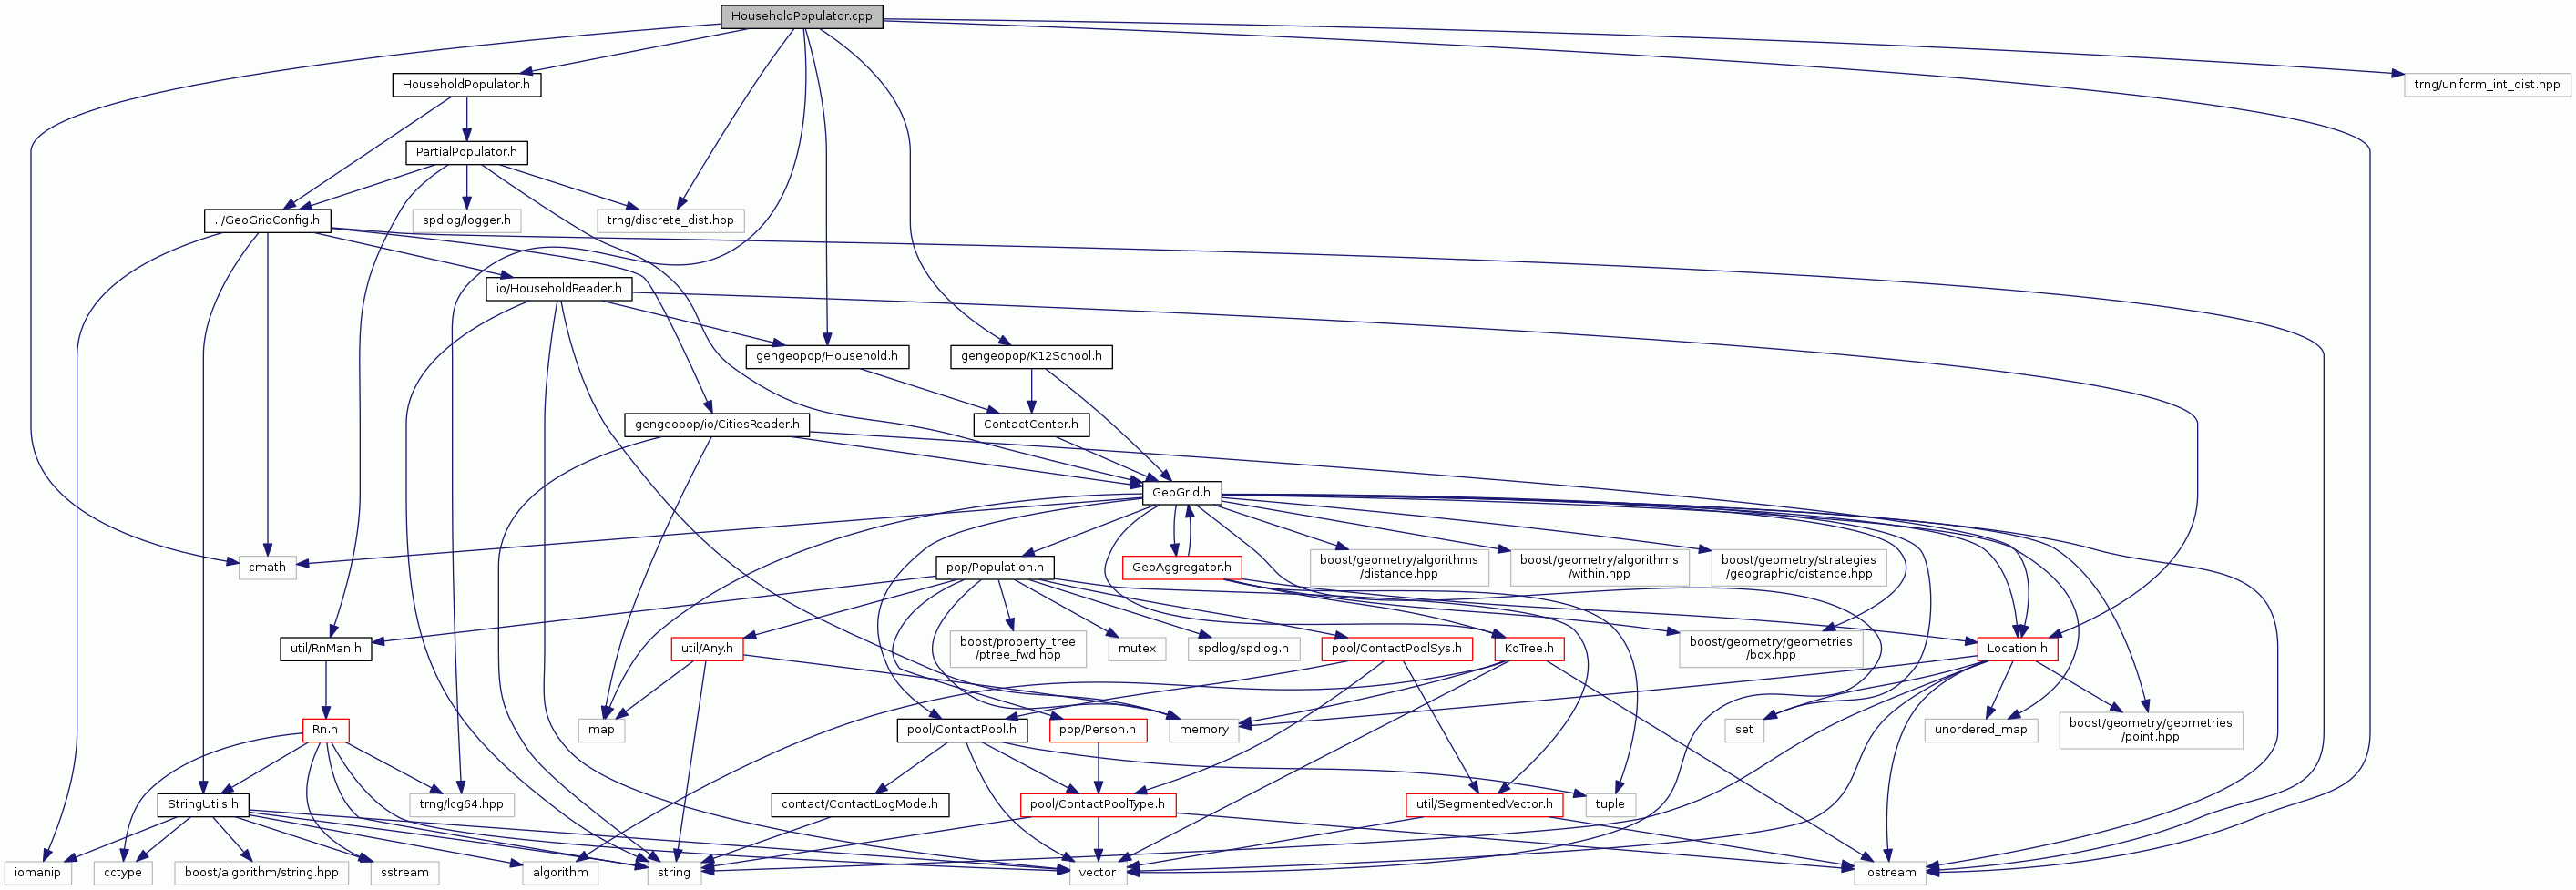 HouseholdPopulator.cpp
HouseholdPopulator.h
trng/uniform_int_dist.hpp
PartialPopulator.h
../GeoGridConfig.h
spdlog/logger.h
trng/discrete_dist.hpp
io/HouseholdReader.h
gengeopop/Household.h
gengeopop/K12School.h
gengeopop/io/CitiesReader.h
ContactCenter.h
GeoGrid.h
cmath
pop/Population.h
GeoAggregator.h
boost/geometry/algorithms
/distance.hpp
boost/geometry/algorithms
/within.hpp
boost/geometry/strategies
/geographic/distance.hpp
util/RnMan.h
util/Any.h
boost/property_tree
/ptree_fwd.hpp
mutex
spdlog/spdlog.h
pool/ContactPoolSys.h
KdTree.h
boost/geometry/geometries
/box.hpp
Location.h
Rn.h
map
pool/ContactPool.h
pop/Person.h
memory
set
unordered_map
boost/geometry/geometries
/point.hpp
StringUtils.h
trng/lcg64.hpp
contact/ContactLogMode.h
pool/ContactPoolType.h
util/SegmentedVector.h
tuple
iomanip
cctype
boost/algorithm/string.hpp
sstream
algorithm
string
vector
iostream